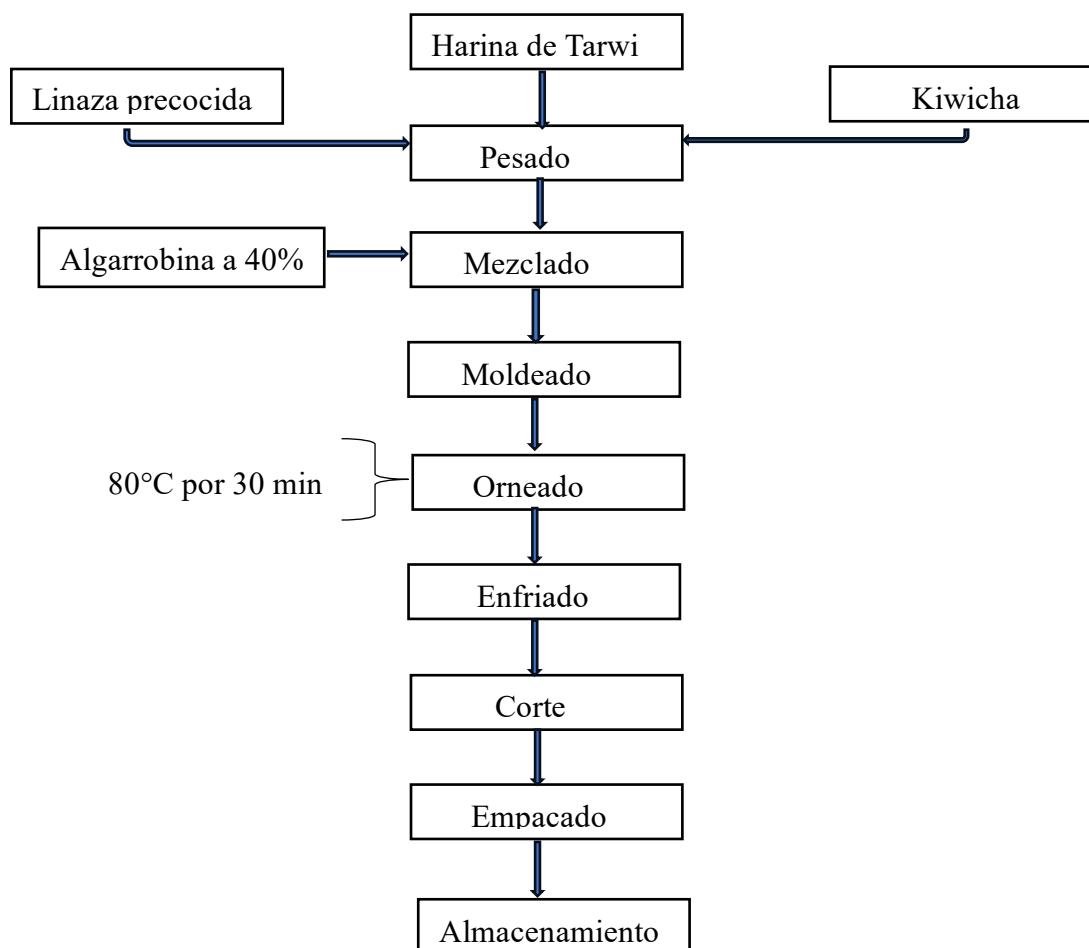 Harina de Tarwi
Linaza precocida
Kiwicha
Pesado
Algarrobina a 40%
Mezclado
Moldeado
80°C por 30 min
Orneado
Enfriado
Corte
Empacado
Almacenamiento